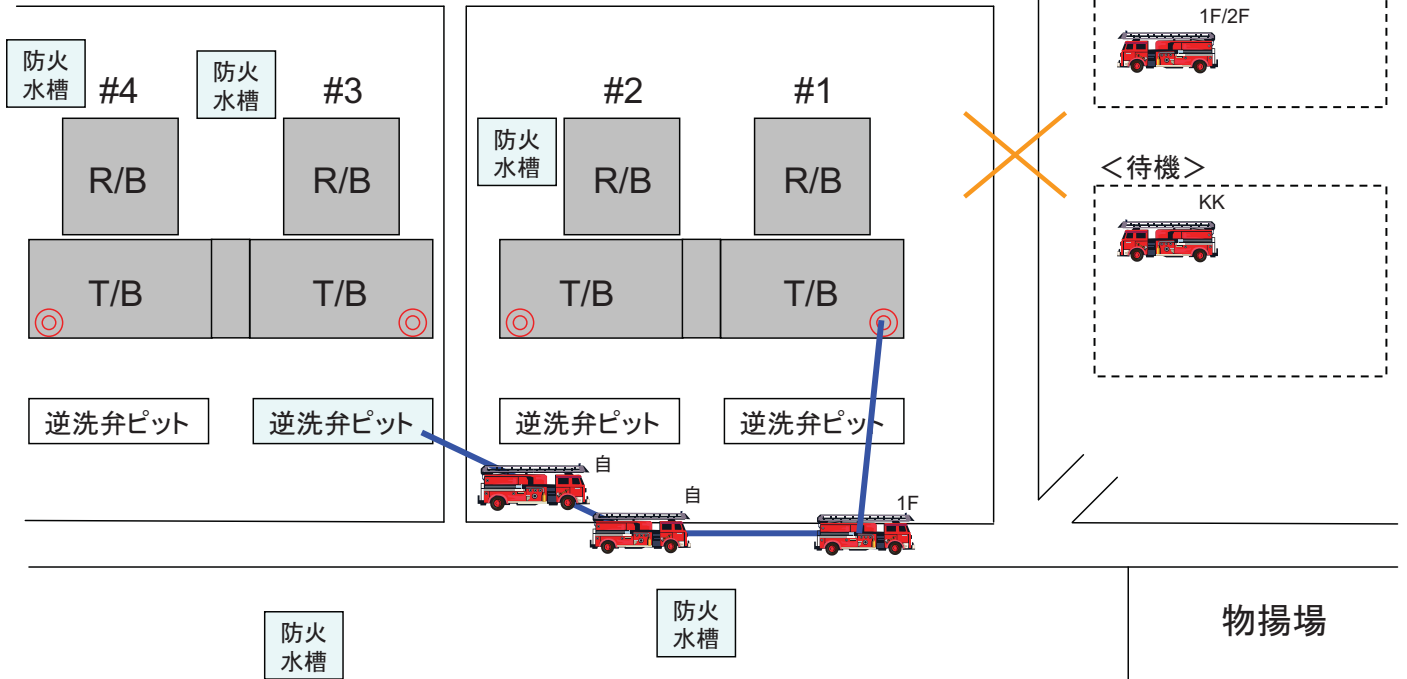 1F/2F
防火
水槽
#4
防火
水槽
#3
#2
#1
防火
水槽
R/B
R/B
R/B
R/B
<待機>
KK
T/B
T/B
T/B
T/B
逆洗弁ピット
逆洗弁ピット
逆洗弁ピット
逆洗弁ピット
自
自
1F
防火
水槽
防火
水槽
物揚場